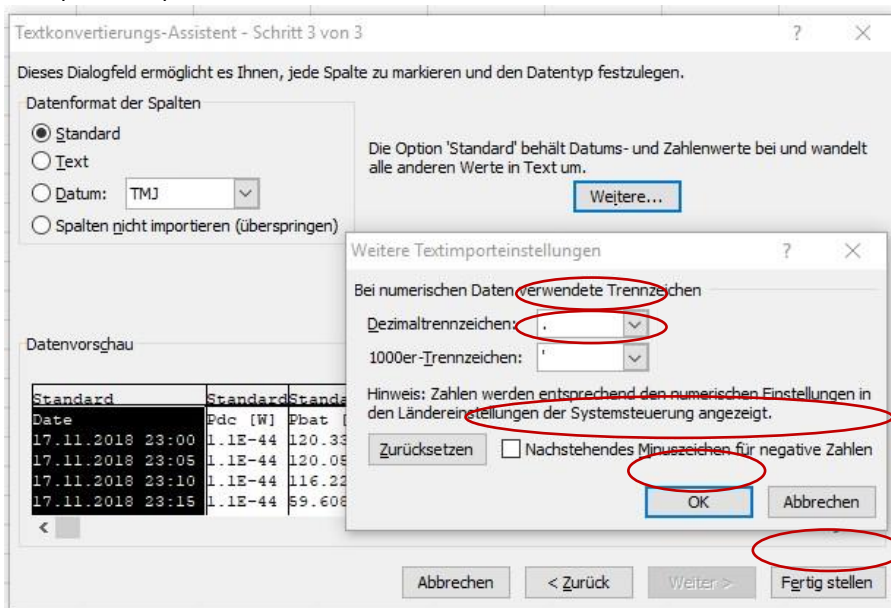 Textkonvertierungs-Assistent - Schritt 3 von 3
Dieses Dialogfeld ermöglicht es Ihnen, jede Spalte zu markieren und den Datentyp festzulegen.
Datenformat der Spalten
Standard
Text
Datum: TMJ
Spalten nicht importieren (überspringen)
Die Option 'Standard' behält Datums- und Zahlenwerte bei und wandelt
alle anderen Werte in Text um.
Weitere...
Weitere Textimporteinstellungen
Bei numerischen Daten verwendete Trennzeichen
Dezimaltrennzeichen: .
1000er-Trennzeichen: '
Hinweis: Zahlen werden entsprechend den numerischen Einstellungen in
den Ländereinstellungen der Systemsteuerung angezeigt.
Zurücksetzen Nachstehendes Minuszeichen für negative Zahlen
OK Abbrechen
Datenvorschau
Standard Standard Standa
Date Pdc [W] Pbat [
17.11.2018 23:00 1.1E-44 120.33
17.11.2018 23:05 1.1E-44 120.05
17.11.2018 23:10 1.1E-44 116.22
17.11.2018 23:15 1.1E-44 59.608
Abbrechen < Zurück Weiter > Fertig stellen